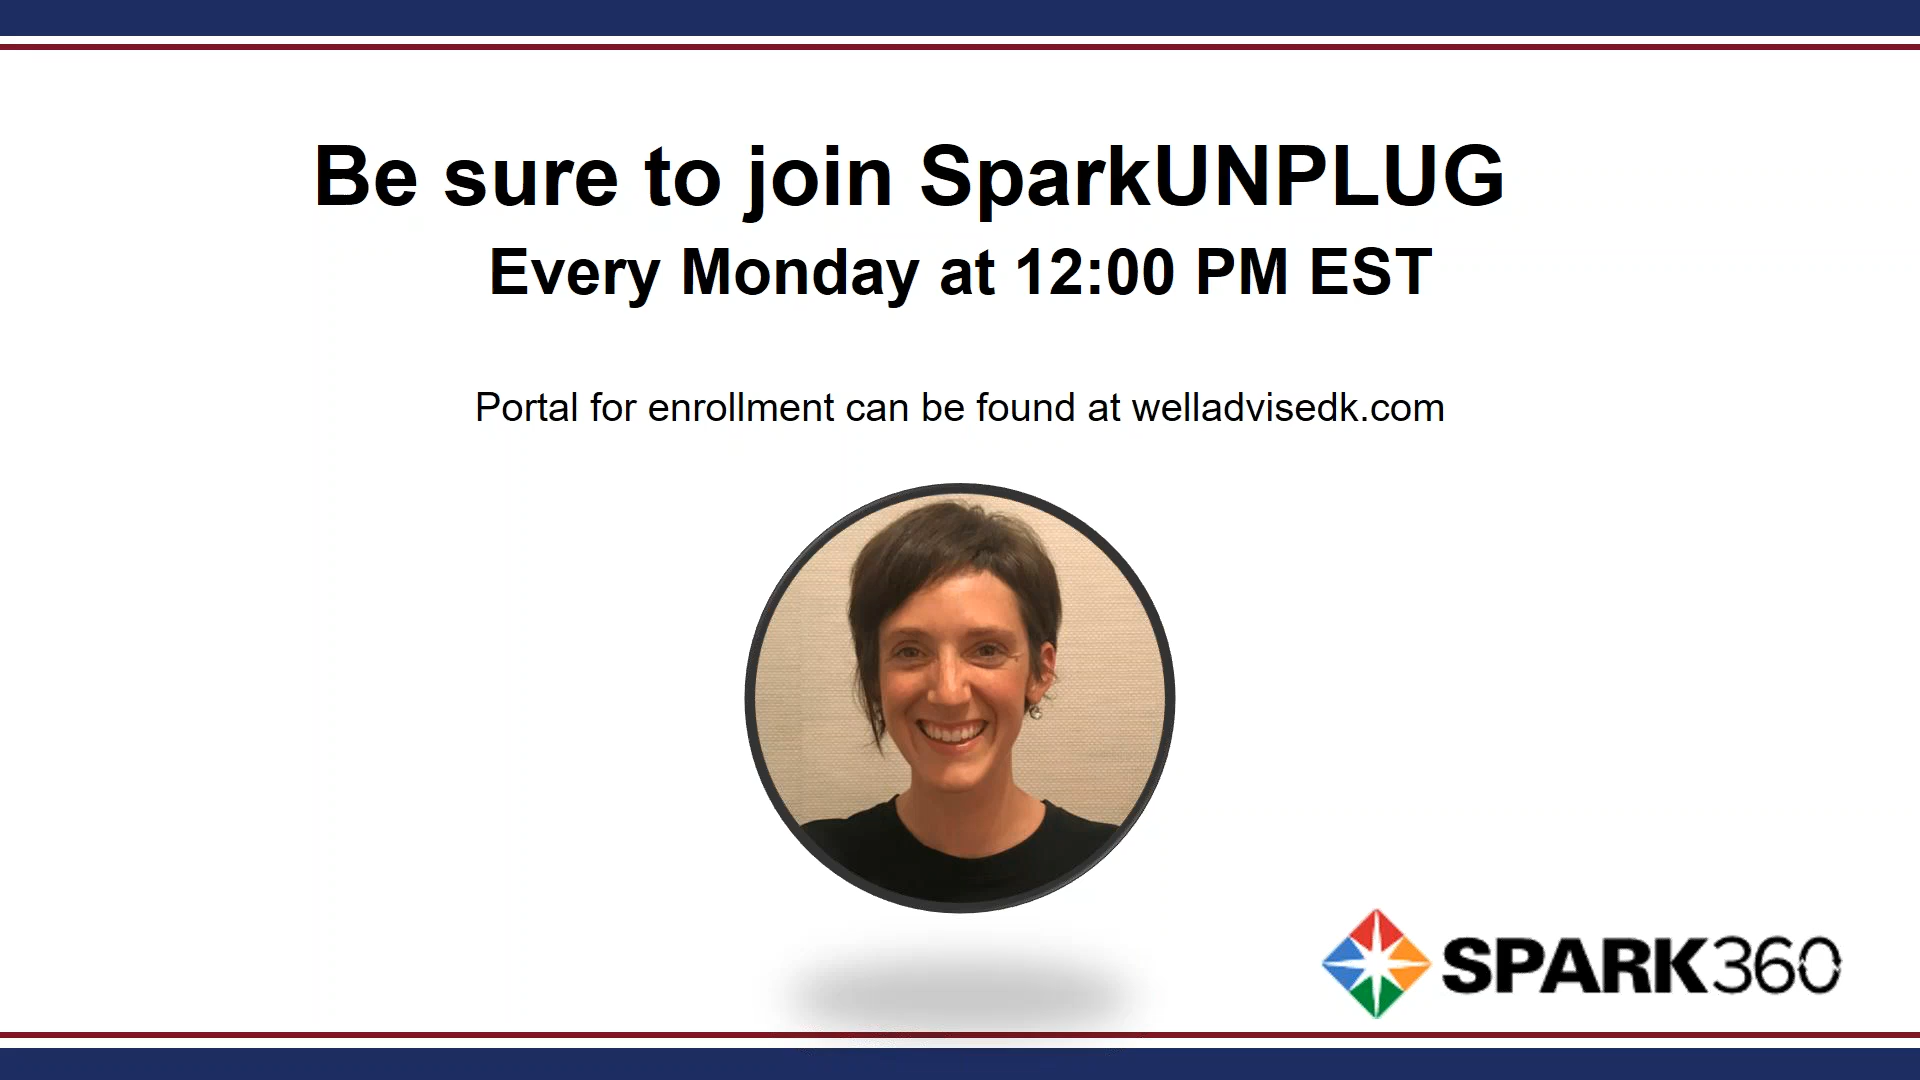 Be sure to join SparkUNPLUG
Every Monday at 12:00 PM EST
Portal for enrollment can be found at welladvisedk.com
SPARK360